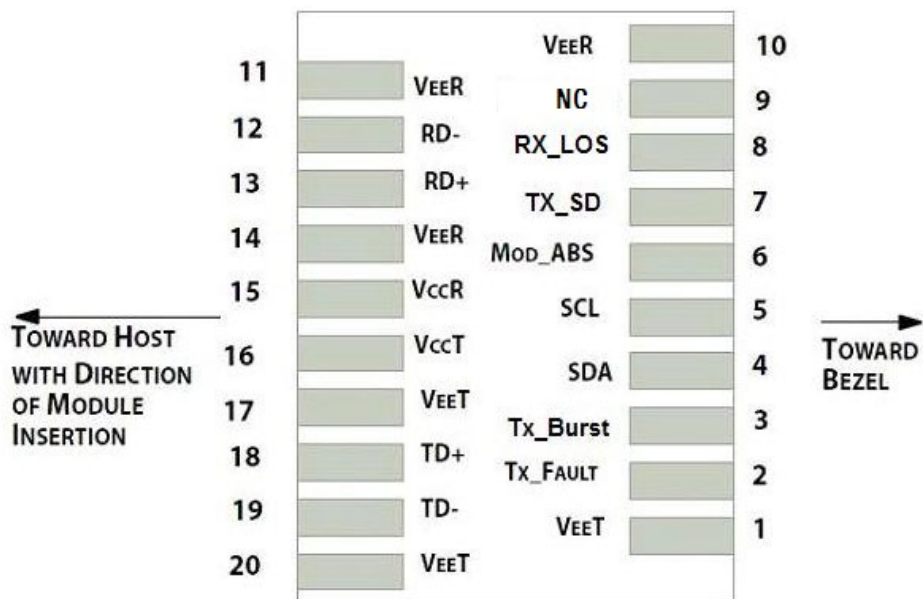 11 VEER
12 RD-
13 RD+
14 VEER
15 VCCR
16 VCCT
17 VEET
18 TD+
19 TD-
20 VEET
TOWARD HOST
WITH DIRECTION
OF MODULE
INSERTION
VEER 10
NC 9
RX_LOS 8
TX_SD 7
MOD_ABS 6
SCL 5
SDA 4
Tx_Burst 3
TX_FAULT 2
VEET 1
TOWARD
BEZEL